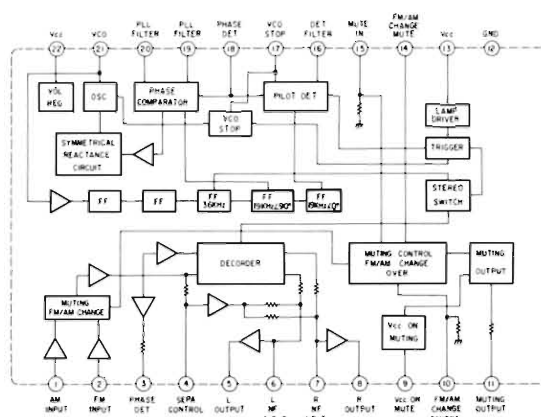 Vcc VCO PLL FILTER PLL FILTER PHASE DET VCO STOP DET FILTER MUTE IN FM/AM CHANGE MUTE Vcc GND
22 21 20 19 18 17 16 15 14 13 12
VOL REG
OSC
PHASE COMPARATOR
VCO STOP
PILOT DET
LAMP DRIVER
TRIGGER
SYMMETRICAL REACTANCE CIRCUIT
STEREO SWITCH
FF
FF
FF 36KHz
FF 19KHz∠90°
FF 19KHz∠0°
DECORDER
MUTING CONTROL FM/AM CHANGE OVER
MUTING OUTPUT
MUTING FM/AM CHANGE
Vcc ON MUTING
1 2 3 4 5 6 7 8 9 10 11
AM INPUT FM INPUT PHASE DET SEPA CONTROL L OUTPUT L NF R NF R OUTPUT Vcc ON MUTE FM/AM MUTING OUTPUT